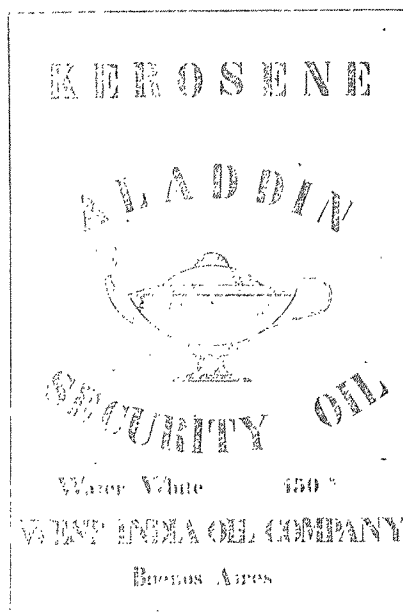 KEROSENE
ALADDIN
SECURITY OIL
Water White 150°
WEST INDIA OIL COMPANY
Buenos Aires